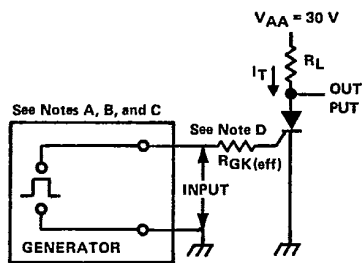 VAA = 30 V
RL
IT
OUT
PUT
See Notes A, B, and C
See Note D
RGK(eff)
INPUT
GENERATOR